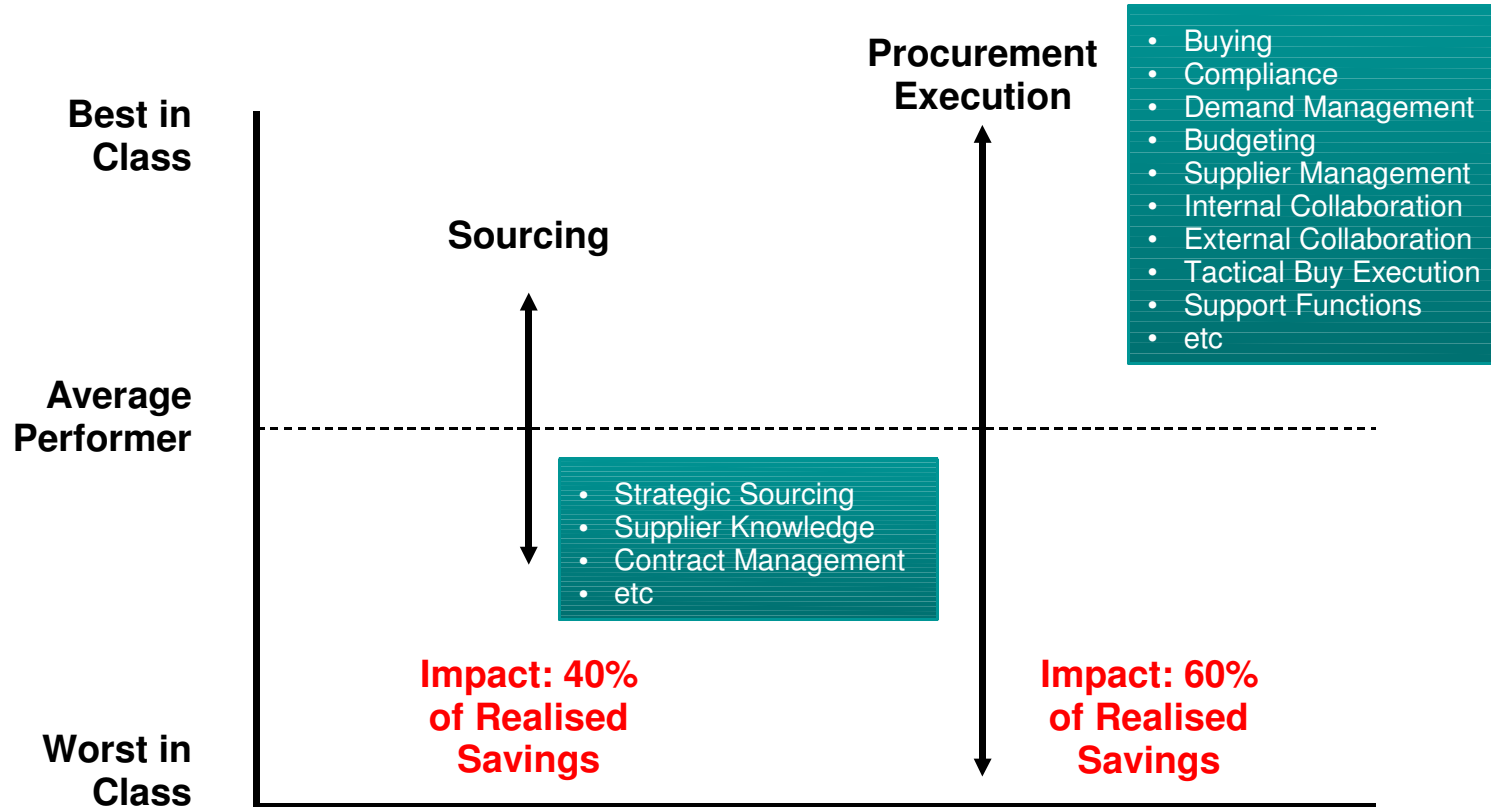 Procurement
Execution
• Buying
• Compliance
• Demand Management
• Budgeting
• Supplier Management
• Internal Collaboration
• External Collaboration
• Tactical Buy Execution
• Support Functions
• etc
Best in
Class
Sourcing
Average
Performer
• Strategic Sourcing
• Supplier Knowledge
• Contract Management
• etc
Impact: 40%
of Realised
Savings
Impact: 60%
of Realised
Savings
Worst in
Class